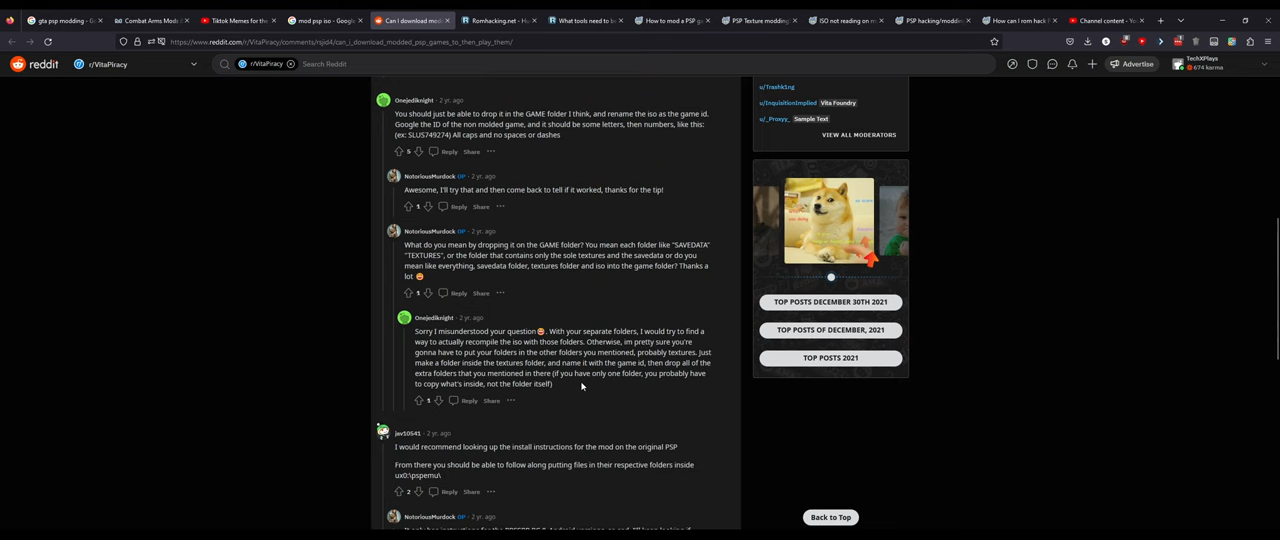 gta psp modding - G
Combat Arms Mods E
Tiktok Memes for the
mod psp iso - Google
Can I download mod
Romhacking.net - H
What tools need to b
How to mod a PSP g
PSP Texture modding
ISO not reading on m
PSP hacking/moddin
How can i rom hack
Channel content - Yo
https://www.reddit.com/r/VitaPiracy/comments/rsjid4/can_i_download_modded_psp_games_to_then_play_them/
reddit
r/VitaPiracy
r/VitaPiracy
Search Reddit
Advertise
TechXPlays
674 karma
Onejediknight · 2 yr. ago
You should just be able to drop it in the GAME folder I think, and rename the iso as the game id.
Google the ID of the non molded game, and it should be some letters, then numbers, like this:
(ex: SLUS749274) All caps and no spaces or dashes
5 Reply Share ...
NotoriousMurdock OP · 2 yr. ago
Awesome, I'll try that and then come back to tell if it worked, thanks for the tip!
1 Reply Share ...
NotoriousMurdock OP · 2 yr. ago
What do you mean by dropping it on the GAME folder? You mean each folder like "SAVEDATA"
"TEXTURES", or the folder that contains only the sole textures and the savedata or do you
mean like everything, savedata folder, textures folder and iso into the game folder? Thanks a
lot
1 Reply Share ...
Onejediknight · 2 yr. ago
Sorry I misunderstood your question. With your separate folders, I would try to find a
way to actually recompile the iso with those folders. Otherwise, im pretty sure you're
gonna have to put your folders in the other folders you mentioned, probably textures. Just
make a folder inside the textures folder, and name it with the game id, then drop all of the
extra folders that you mentioned in there (if you have only one folder, you probably have
to copy what's inside, not the folder itself)
1 Reply Share ...
jav10541 · 2 yr. ago
I would recommend looking up the install instructions for the mod on the original PSP
From there you should be able to follow along putting files in their respective folders inside
ux0:\pspemu\
2 Reply Share ...
NotoriousMurdock OP · 2 yr. ago
u/Trashk1ng
u/InquisitionImplied Vita Foundry
u/_Proxyy_ Sample Text
VIEW ALL MODERATORS
TOP POSTS DECEMBER 30TH 2021
TOP POSTS OF DECEMBER, 2021
TOP POSTS 2021
Back to Top